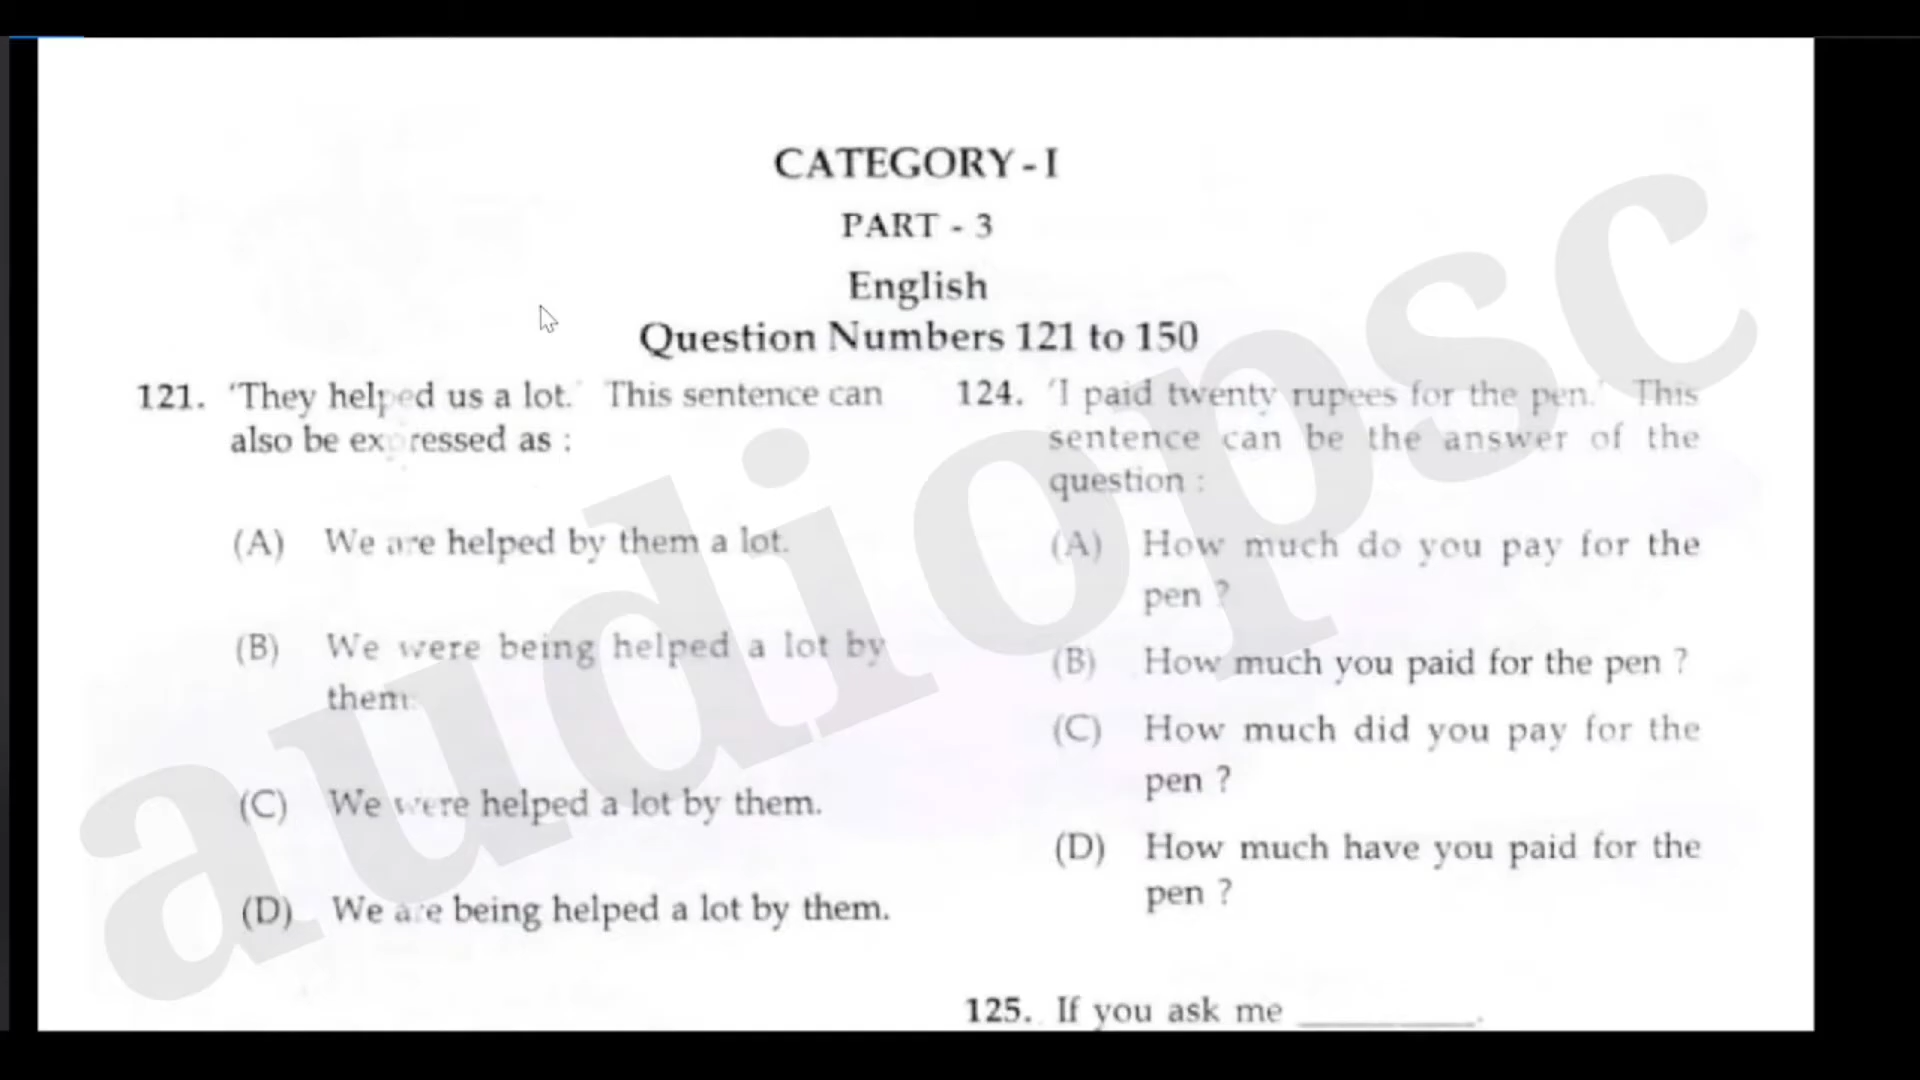 CATEGORY - I
PART - 3
English
Question Numbers 121 to 150
121. 'They helped us a lot.' This sentence can
also be expressed as :
(A) We are helped by them a lot.
(B) We were being helped a lot by
them.
(C) We were helped a lot by them.
(D) We are being helped a lot by them.
124. 'I paid twenty rupees for the pen.' This
sentence can be the answer of the
question :
(A) How much do you pay for the
pen ?
(B) How much you paid for the pen ?
(C) How much did you pay for the
pen ?
(D) How much have you paid for the
pen ?
125. If you ask me ________.
audiopsc